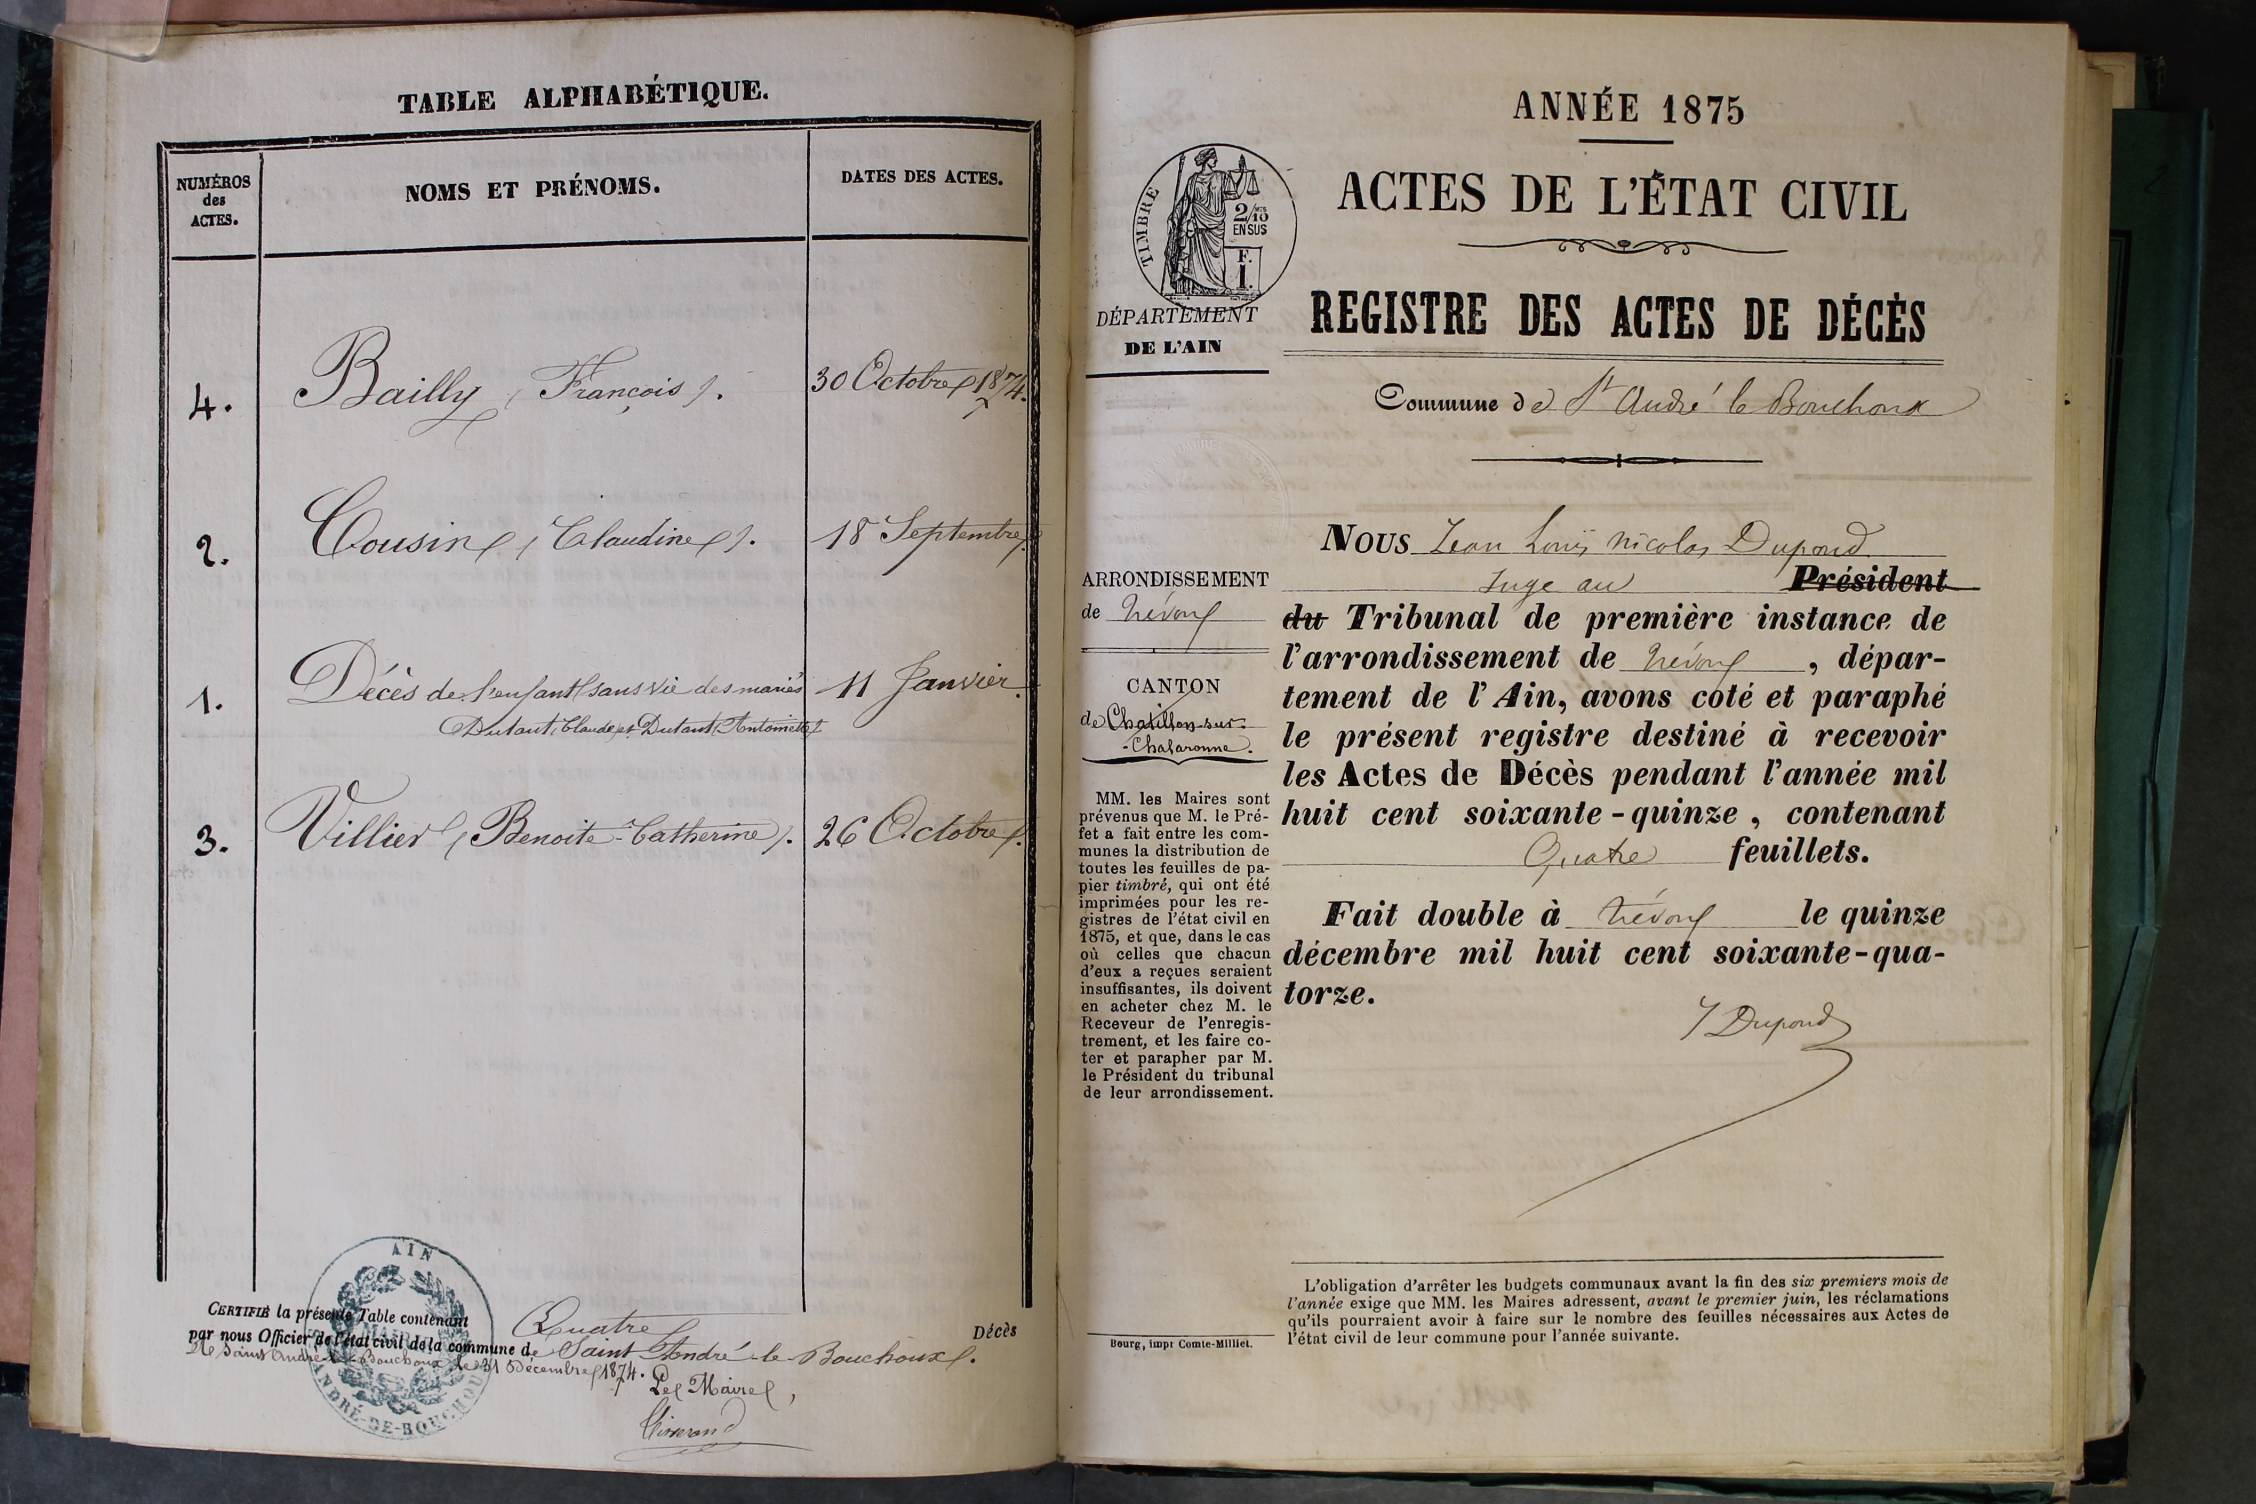 TABLE ALPHABÉTIQUE.
NUMÉROS
des
ACTES.
NOMS ET PRÉNOMS.
DATES DES ACTES.
4. Bailly (François). 30 Octobre 1874.
2. Cousin (Claudine). 18 Septembre.
1. Décès de l'enfant sans vie des mariés 11 Janvier.
Dutant, Claude et Dutant, Antoinette
3. Villier (Benoite-Catherine). 26 Octobre.
CERTIFIÉ la présente Table contenant Quatre Décès
par nous Officier de l'état civil de la commune de Saint André-le-Bouchoux.
A Saint André-le-Bouchoux, le 31 Décembre 1874.
Le Maire,
AIN
MAIRIE
ANDRÉ-DE-BOUCHOUX
ANNÉE 1875
ACTES DE L'ÉTAT CIVIL
REGISTRE DES ACTES DE DÉCÈS
Commune de St André le Bouchoux
TIMBRE
2/10
EN SUS
F.
1.
DÉPARTEMENT
DE L'AIN
ARRONDISSEMENT
de Trévoux
CANTON
de Chatillon-sur-
-Chalaronne.
MM. les Maires sont
prévenus que M. le Pré-
fet a fait entre les com-
munes la distribution de
toutes les feuilles de pa-
pier timbré, qui ont été
imprimées pour les re-
gistres de l'état civil en
1875, et que, dans le cas
où celles que chacun
d'eux a reçues seraient
insuffisantes, ils doivent
en acheter chez M. le
Receveur de l'enregis-
trement, et les faire co-
ter et parapher par M.
le Président du tribunal
de leur arrondissement.
Bourg, impr Comte-Milliet.
NOUS Jean Louis Nicolas Dupond
Juge au Président
du Tribunal de première instance de
l'arrondissement de Trévoux, dépar-
tement de l'Ain, avons coté et paraphé
le présent registre destiné à recevoir
les Actes de Décès pendant l'année mil
huit cent soixante-quinze, contenant
Quatre feuillets.
Fait double à Trévoux le quinze
décembre mil huit cent soixante-qua-
torze.
Dupond
L'obligation d'arrêter les budgets communaux avant la fin des six premiers mois de
l'année exige que MM. les Maires adressent, avant le premier juin, les réclamations
qu'ils pourraient avoir à faire sur le nombre des feuilles nécessaires aux Actes de
l'état civil de leur commune pour l'année suivante.